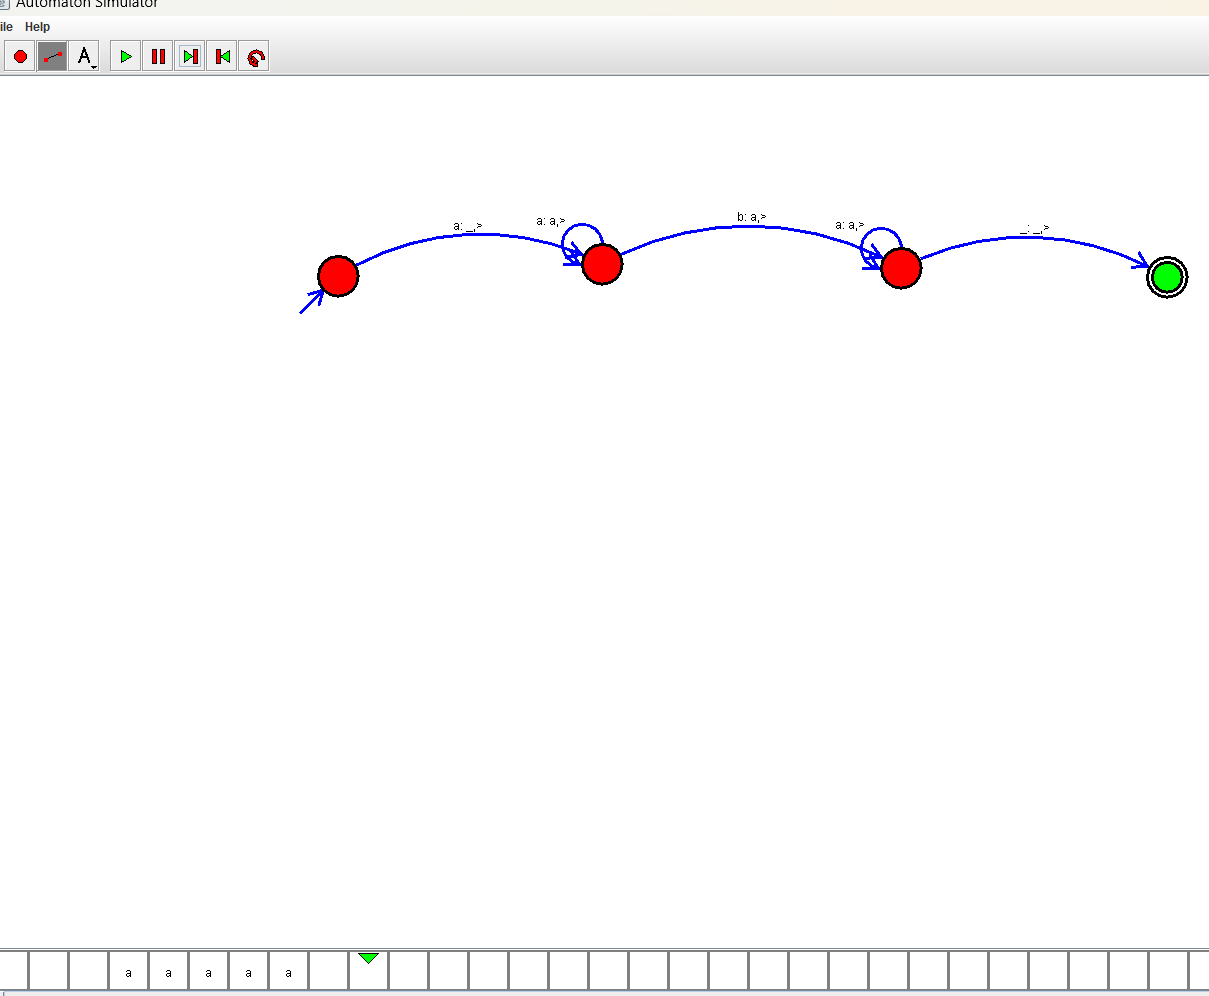 Automaton Simulator
ile Help
A
a: _,> a: a,> b: a,> a: a,> _: _,>
a a a a a